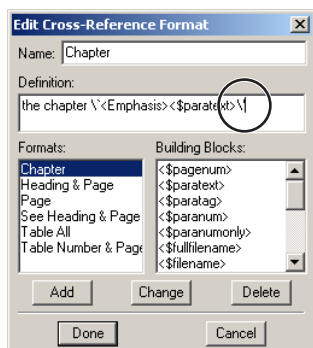 Edit Cross-Reference Format
Name: Chapter
Definition:
the chapter \`<Emphasis><$paratext>\'
Formats:
Chapter
Heading & Page
Page
See Heading & Page
Table All
Table Number & Page
Building Blocks:
<$pagenum>
<$paratext>
<$paratag>
<$paranum>
<$paranumonly>
<$fullfilename>
<$filename>
Add Change Delete
Done Cancel